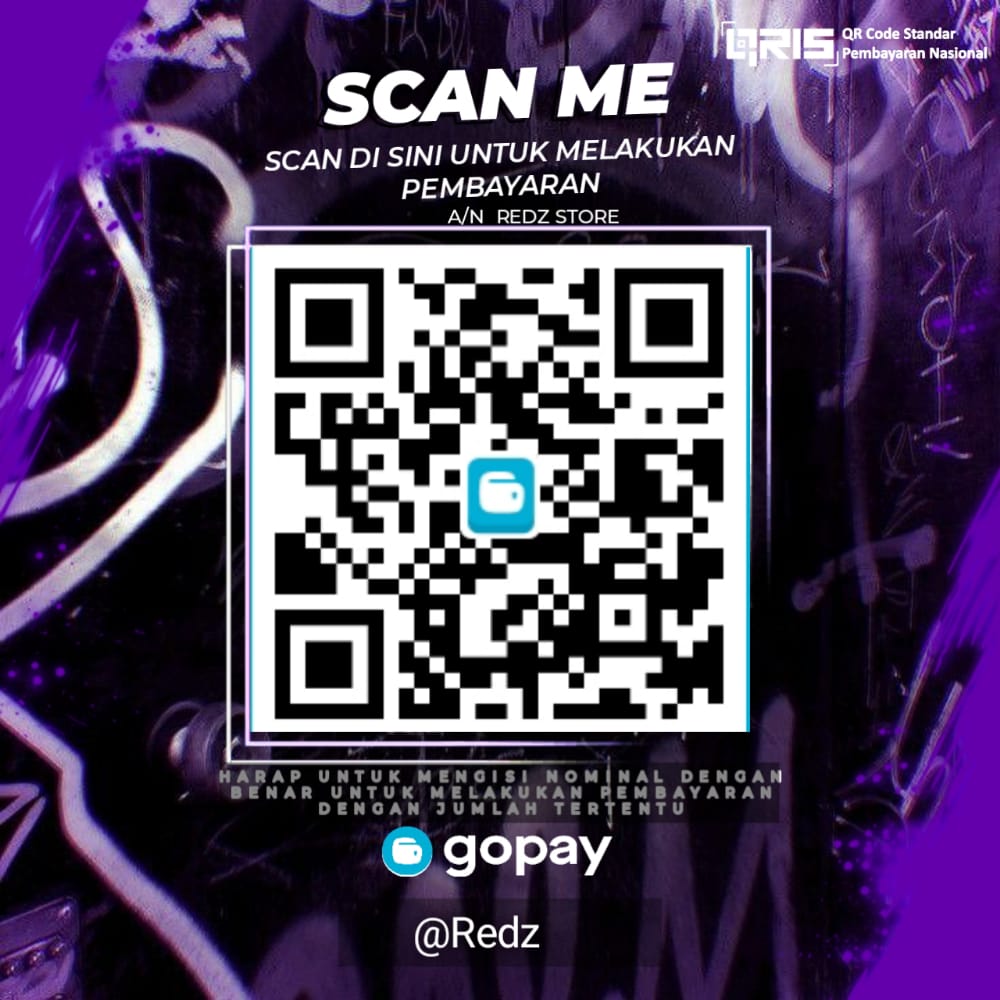 QRIS QR Code Standar
Pembayaran Nasional
SCAN ME
SCAN DI SINI UNTUK MELAKUKAN
PEMBAYARAN
A/N REDZ STORE
HARAP UNTUK MENGISI NOMINAL DENGAN
BENAR UNTUK MELAKUKAN PEMBAYARAN
DENGAN JUMLAH TERTENTU
gopay
@Redz